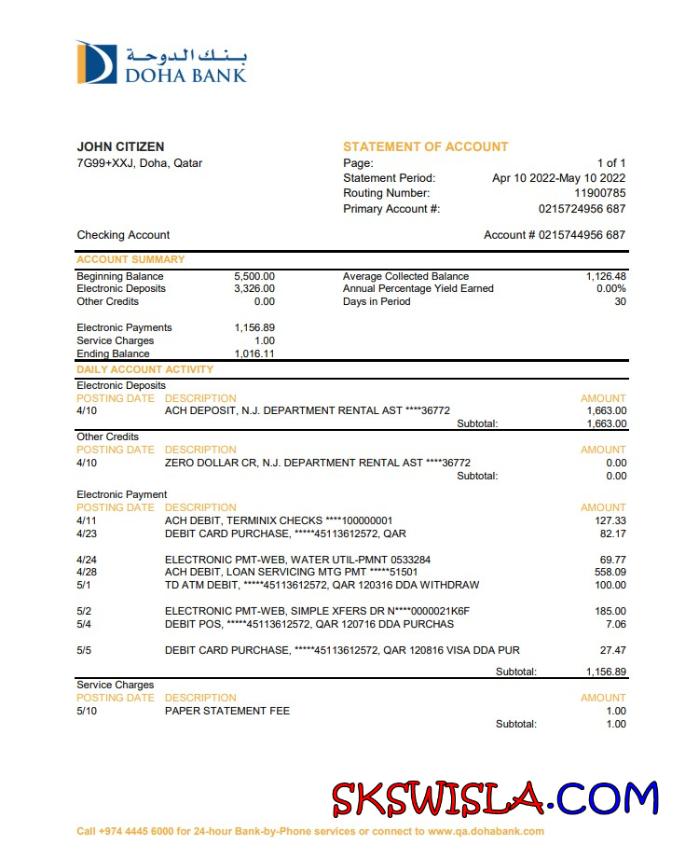 بنك الدوحة
DOHA BANK
JOHN CITIZEN
7G99+XXJ, Doha, Qatar
STATEMENT OF ACCOUNT
Page: 1 of 1
Statement Period: Apr 10 2022-May 10 2022
Routing Number: 11900785
Primary Account #: 0215724956 687
Checking Account Account # 0215744956 687
ACCOUNT SUMMARY
Beginning Balance 5,500.00 Average Collected Balance 1,126.48
Electronic Deposits 3,326.00 Annual Percentage Yield Earned 0.00%
Other Credits 0.00 Days in Period 30
Electronic Payments 1,156.89
Service Charges 1.00
Ending Balance 1,016.11
DAILY ACCOUNT ACTIVITY
Electronic Deposits
POSTING DATE DESCRIPTION AMOUNT
4/10 ACH DEPOSIT, N.J. DEPARTMENT RENTAL AST ****36772 1,663.00
Subtotal: 1,663.00
Other Credits
POSTING DATE DESCRIPTION AMOUNT
4/10 ZERO DOLLAR CR, N.J. DEPARTMENT RENTAL AST ****36772 0.00
Subtotal: 0.00
Electronic Payment
POSTING DATE DESCRIPTION AMOUNT
4/11 ACH DEBIT, TERMINIX CHECKS ****100000001 127.33
4/23 DEBIT CARD PURCHASE, *****45113612572, QAR 82.17
4/24 ELECTRONIC PMT-WEB, WATER UTIL-PMNT 0533284 69.77
4/28 ACH DEBIT, LOAN SERVICING MTG PMT *****51501 558.09
5/1 TD ATM DEBIT, *****45113612572, QAR 120316 DDA WITHDRAW 100.00
5/2 ELECTRONIC PMT-WEB, SIMPLE XFERS DR N****0000021K6F 185.00
5/4 DEBIT POS, *****45113612572, QAR 120716 DDA PURCHAS 7.06
5/5 DEBIT CARD PURCHASE, *****45113612572, QAR 120816 VISA DDA PUR 27.47
Subtotal: 1,156.89
Service Charges
POSTING DATE DESCRIPTION AMOUNT
5/10 PAPER STATEMENT FEE 1.00
Subtotal: 1.00
SKSWISLA.COM
Call +974 4445 6000 for 24-hour Bank-by-Phone services or connect to www.qa.dohabank.com